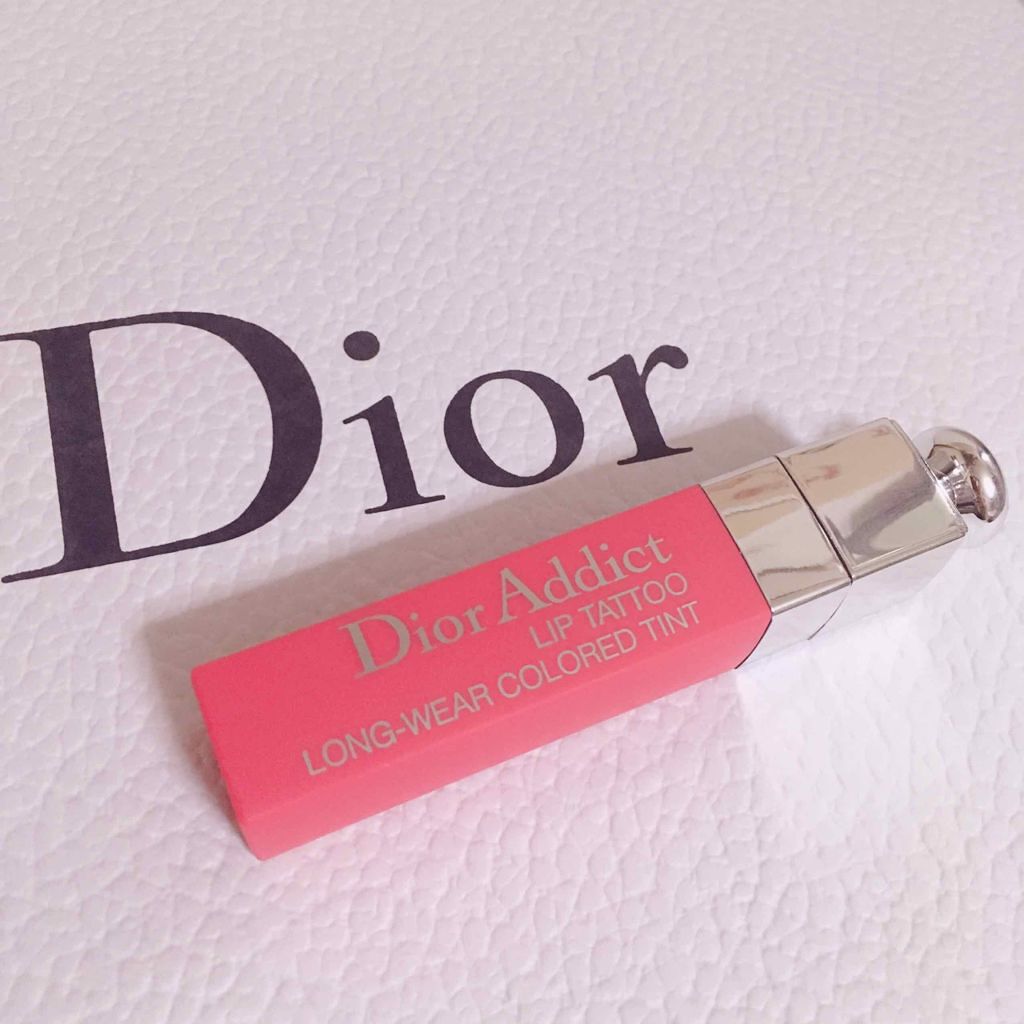 Dior
Dior Addict
LIP TATTOO
LONG-WEAR COLORED TINT